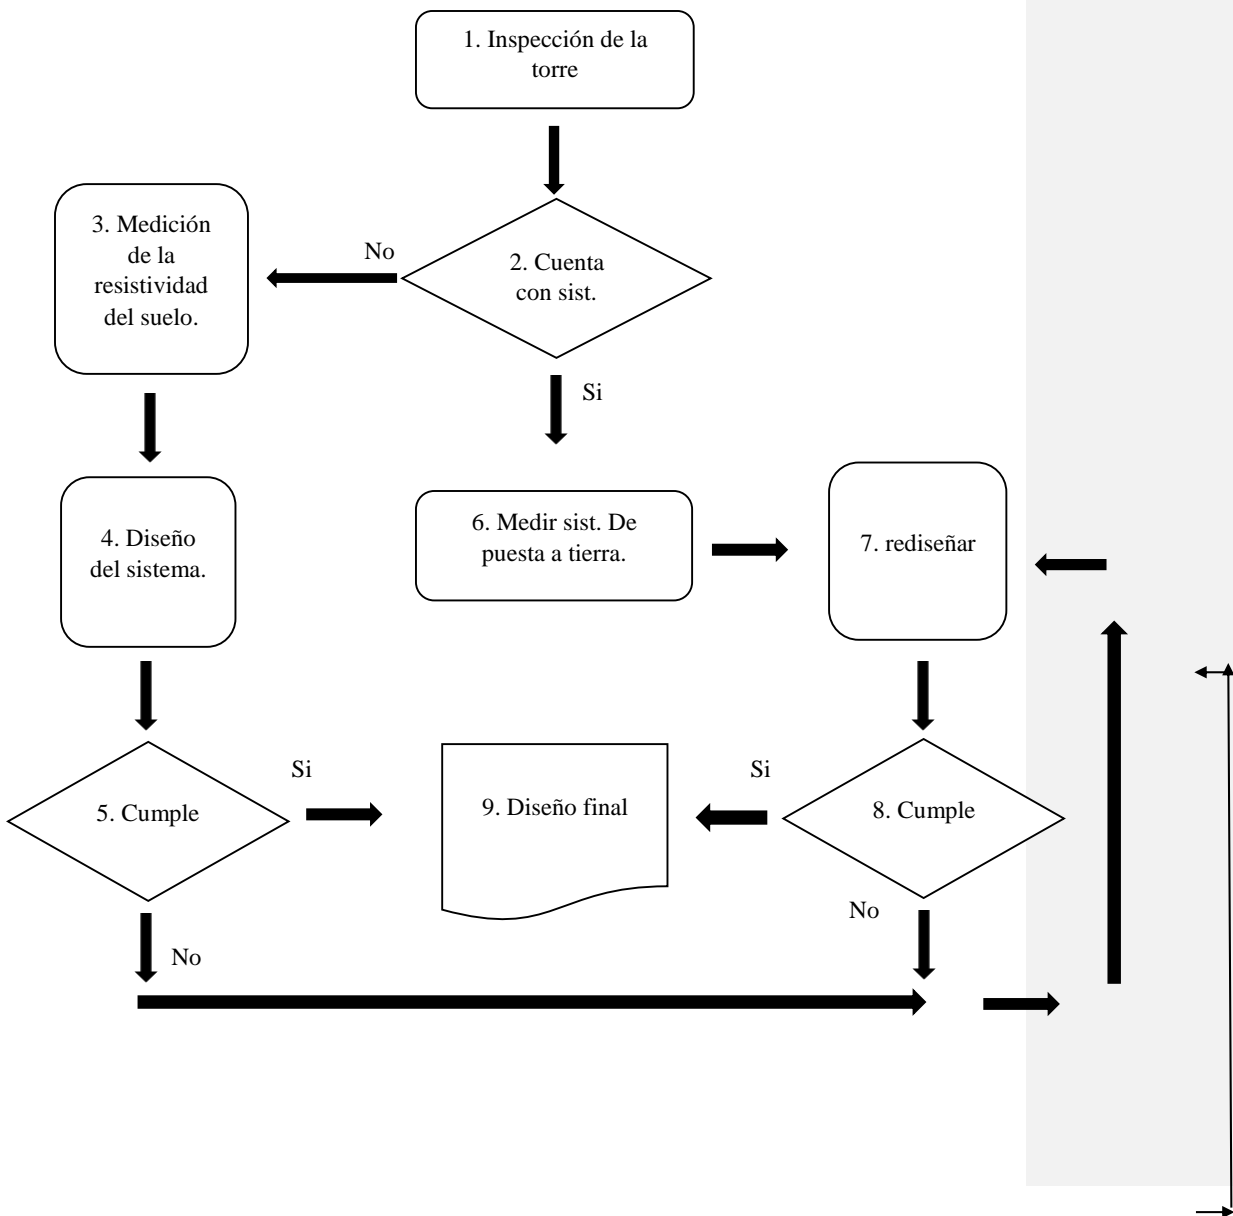 1. Inspección de la
torre
2. Cuenta
con sist.
No
3. Medición
de la
resistividad
del suelo.
Si
4. Diseño
del sistema.
6. Medir sist. De
puesta a tierra.
7. rediseñar
5. Cumple
Si
9. Diseño final
Si
8. Cumple
No
No